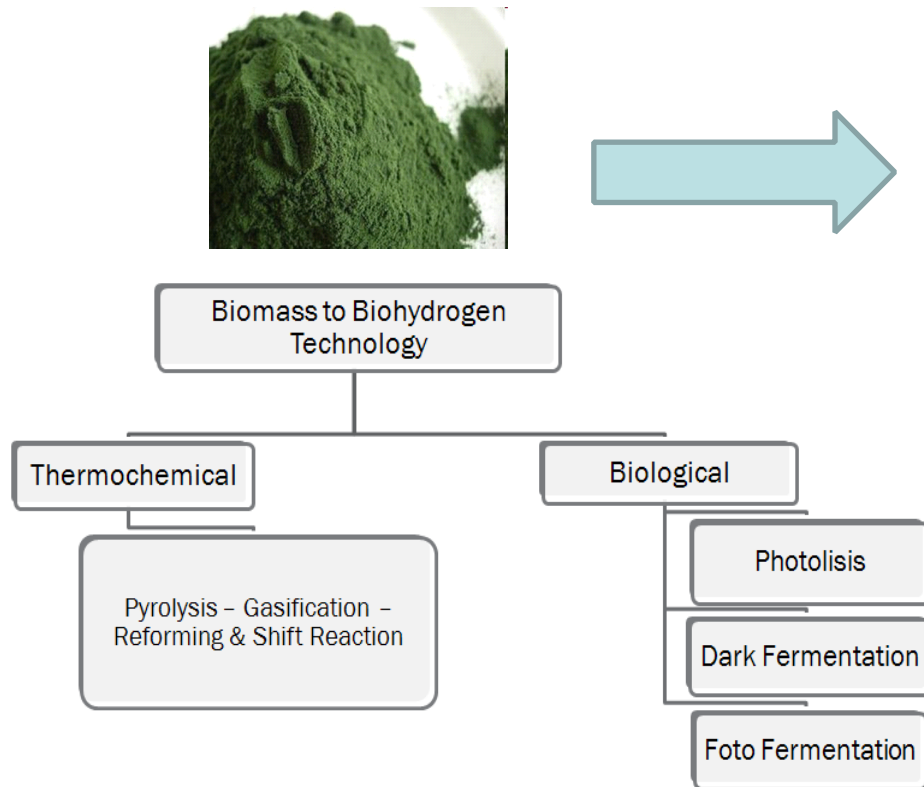 Biomass to Biohydrogen
Technology
Thermochemical
Biological
Pyrolysis – Gasification –
Reforming & Shift Reaction
Photolisis
Dark Fermentation
Foto Fermentation